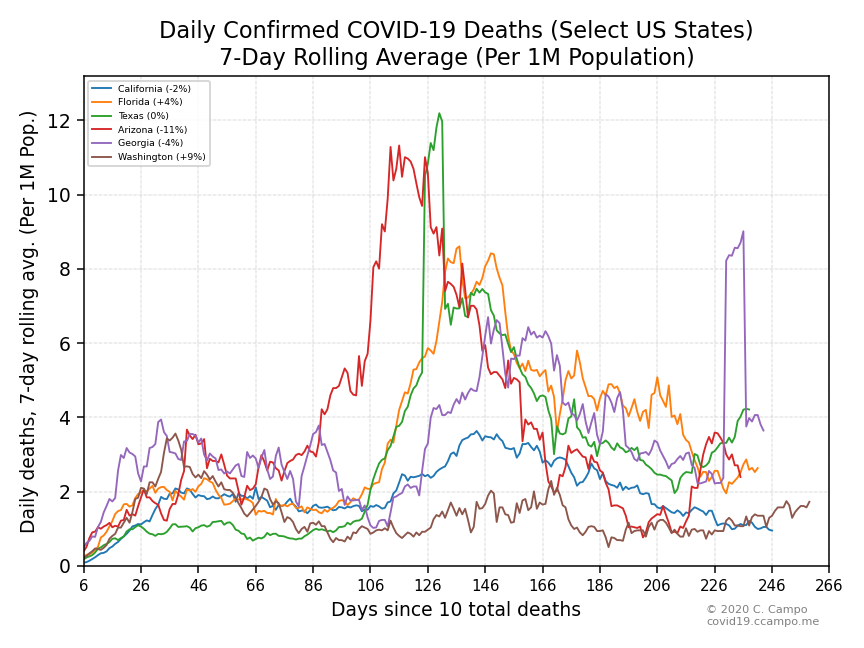 Daily Confirmed COVID-19 Deaths (Select US States)
7-Day Rolling Average (Per 1M Population)
California (-2%)
Florida (+4%)
Texas (0%)
Arizona (-11%)
Georgia (-4%)
Washington (+9%)
Daily deaths, 7-day rolling avg. (Per 1M Pop.)
12
10
8
6
4
2
0
6 26 46 66 86 106 126 146 166 186 206 226 246 266
Days since 10 total deaths
© 2020 C. Campo
covid19.ccampo.me